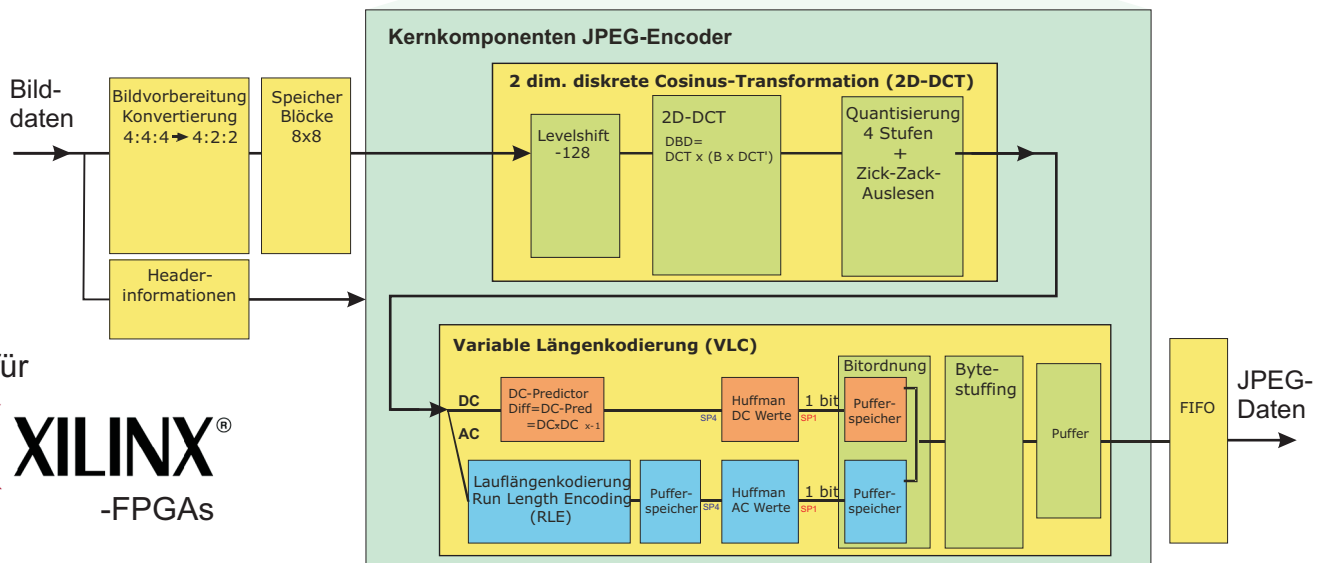 Kernkomponenten JPEG-Encoder
Bild-
daten
Bildvorbereitung
Konvertierung
4:4:4 → 4:2:2
Speicher
Blöcke
8x8
Header-
informationen
2 dim. diskrete Cosinus-Transformation (2D-DCT)
Levelshift
-128
2D-DCT
DBD=
DCT x (B x DCT')
Quantisierung
4 Stufen
+
Zick-Zack-
Auslesen
für
XILINX®
-FPGAs
Variable Längenkodierung (VLC)
DC
AC
DC-Predictor
Diff=DC-Pred
=DCxDC x-1
SP4
Huffman
DC Werte
1 bit
SP1
Bitordnung
Puffer-
speicher
Lauflängenkodierung
Run Length Encoding
(RLE)
Puffer-
speicher
SP4
Huffman
AC Werte
1 bit
SP1
Puffer-
speicher
Byte-
stuffing
Puffer
FIFO
JPEG-
Daten